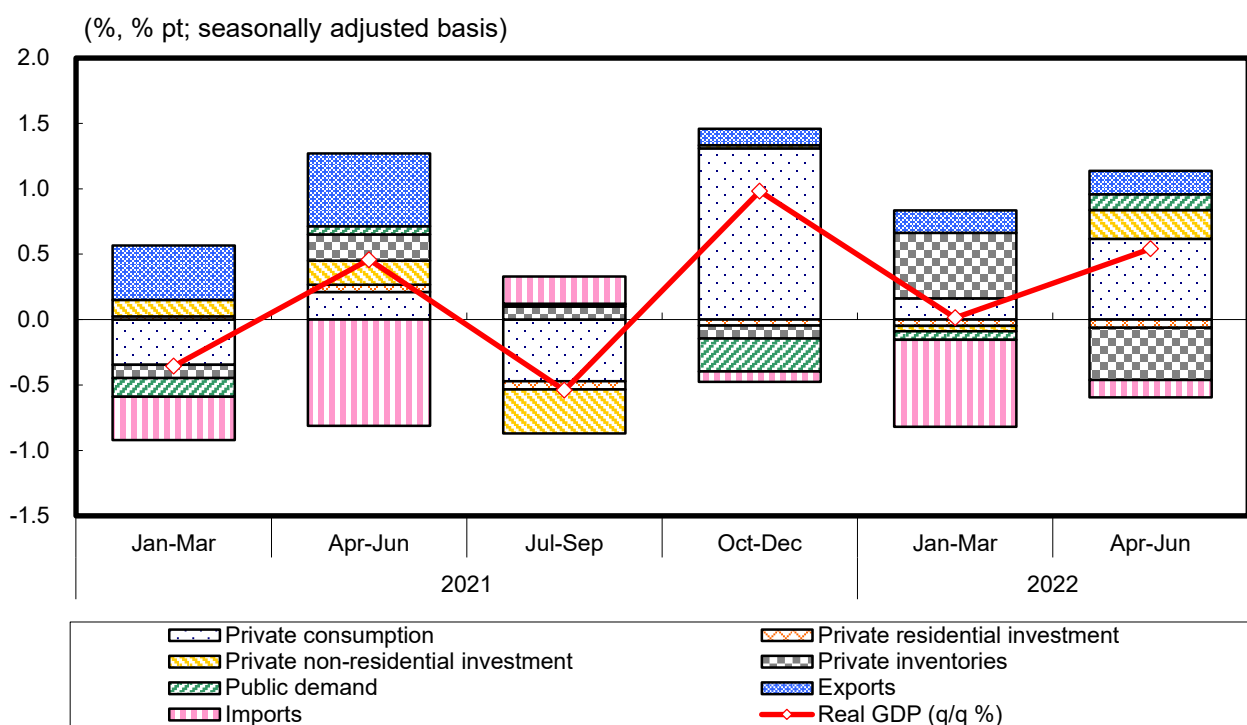 (%, % pt; seasonally adjusted basis)
2.0
1.5
1.0
0.5
0.0
-0.5
-1.0
-1.5
Jan-Mar Apr-Jun Jul-Sep Oct-Dec Jan-Mar Apr-Jun
2021 2022
Private consumption Private residential investment
Private non-residential investment Private inventories
Public demand Exports
Imports Real GDP (q/q %)